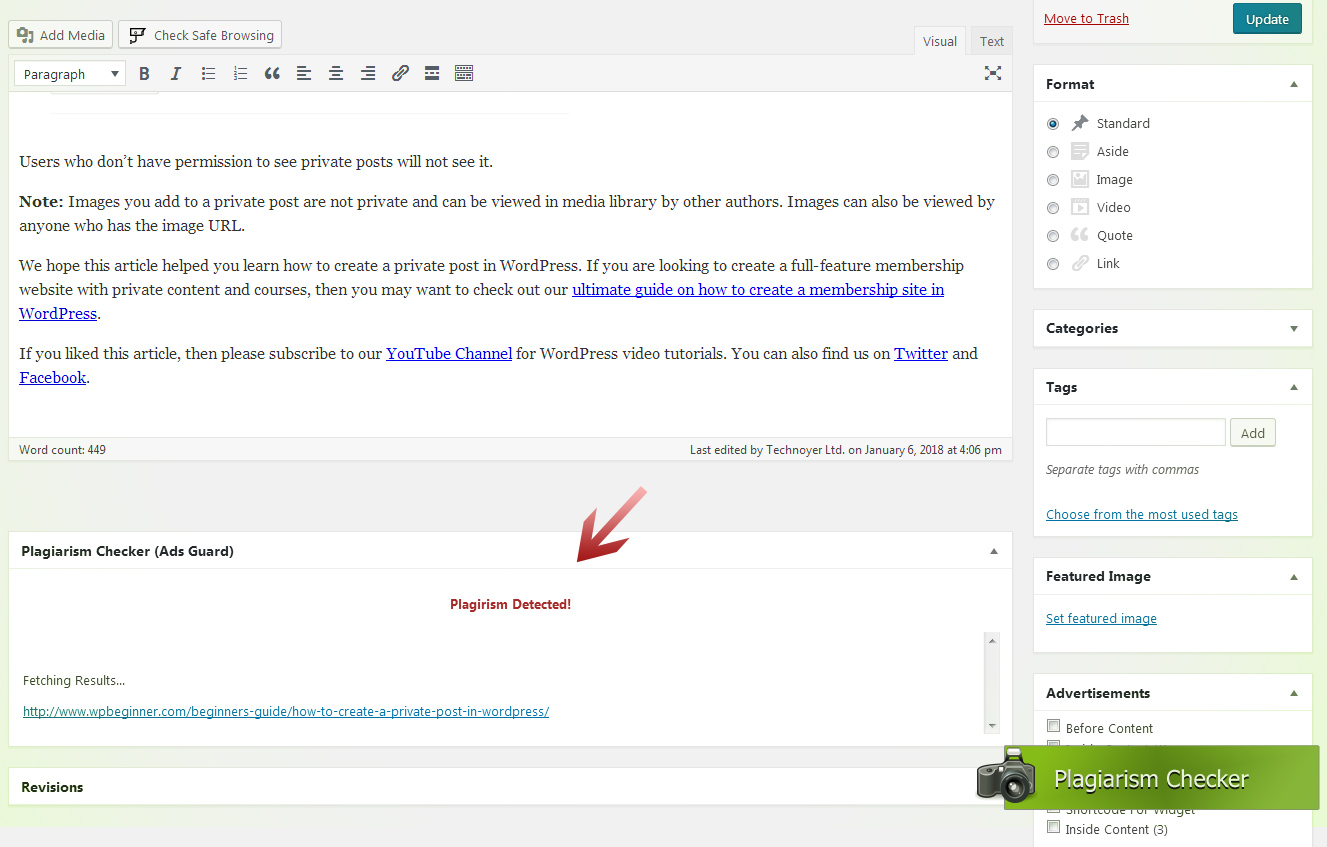 Add Media
Check Safe Browsing
Visual
Text
Paragraph
Users who don’t have permission to see private posts will not see it.
Note: Images you add to a private post are not private and can be viewed in media library by other authors. Images can also be viewed by
anyone who has the image URL.
We hope this article helped you learn how to create a private post in WordPress. If you are looking to create a full-feature membership
website with private content and courses, then you may want to check out our ultimate guide on how to create a membership site in
WordPress.
If you liked this article, then please subscribe to our YouTube Channel for WordPress video tutorials. You can also find us on Twitter and
Facebook.
Word count: 449
Last edited by Technoyer Ltd. on January 6, 2018 at 4:06 pm
Plagiarism Checker (Ads Guard)
Plagirism Detected!
Fetching Results...
http://www.wpbeginner.com/beginners-guide/how-to-create-a-private-post-in-wordpress/
Revisions
Move to Trash
Update
Format
Standard
Aside
Image
Video
Quote
Link
Categories
Tags
Add
Separate tags with commas
Choose from the most used tags
Featured Image
Set featured image
Advertisements
Before Content
Plagiarism Checker
Shortcode For Widget
Inside Content (3)